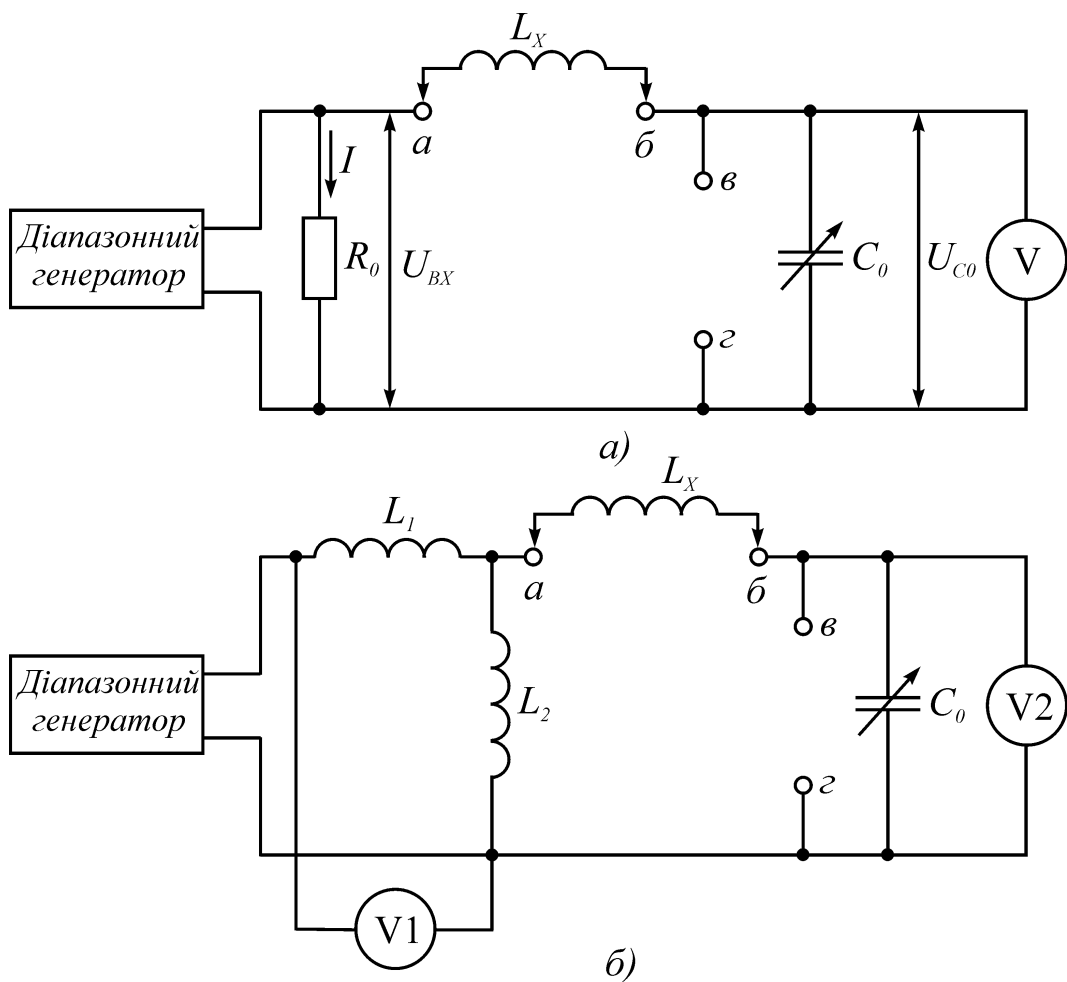 L_X
а
б
в
I
Діапазонний
генератор
R_0
U_BX
C_0
U_C0
V
г
а)
L_X
L_1
а
б
в
Діапазонний
генератор
L_2
C_0
V2
г
V1
б)